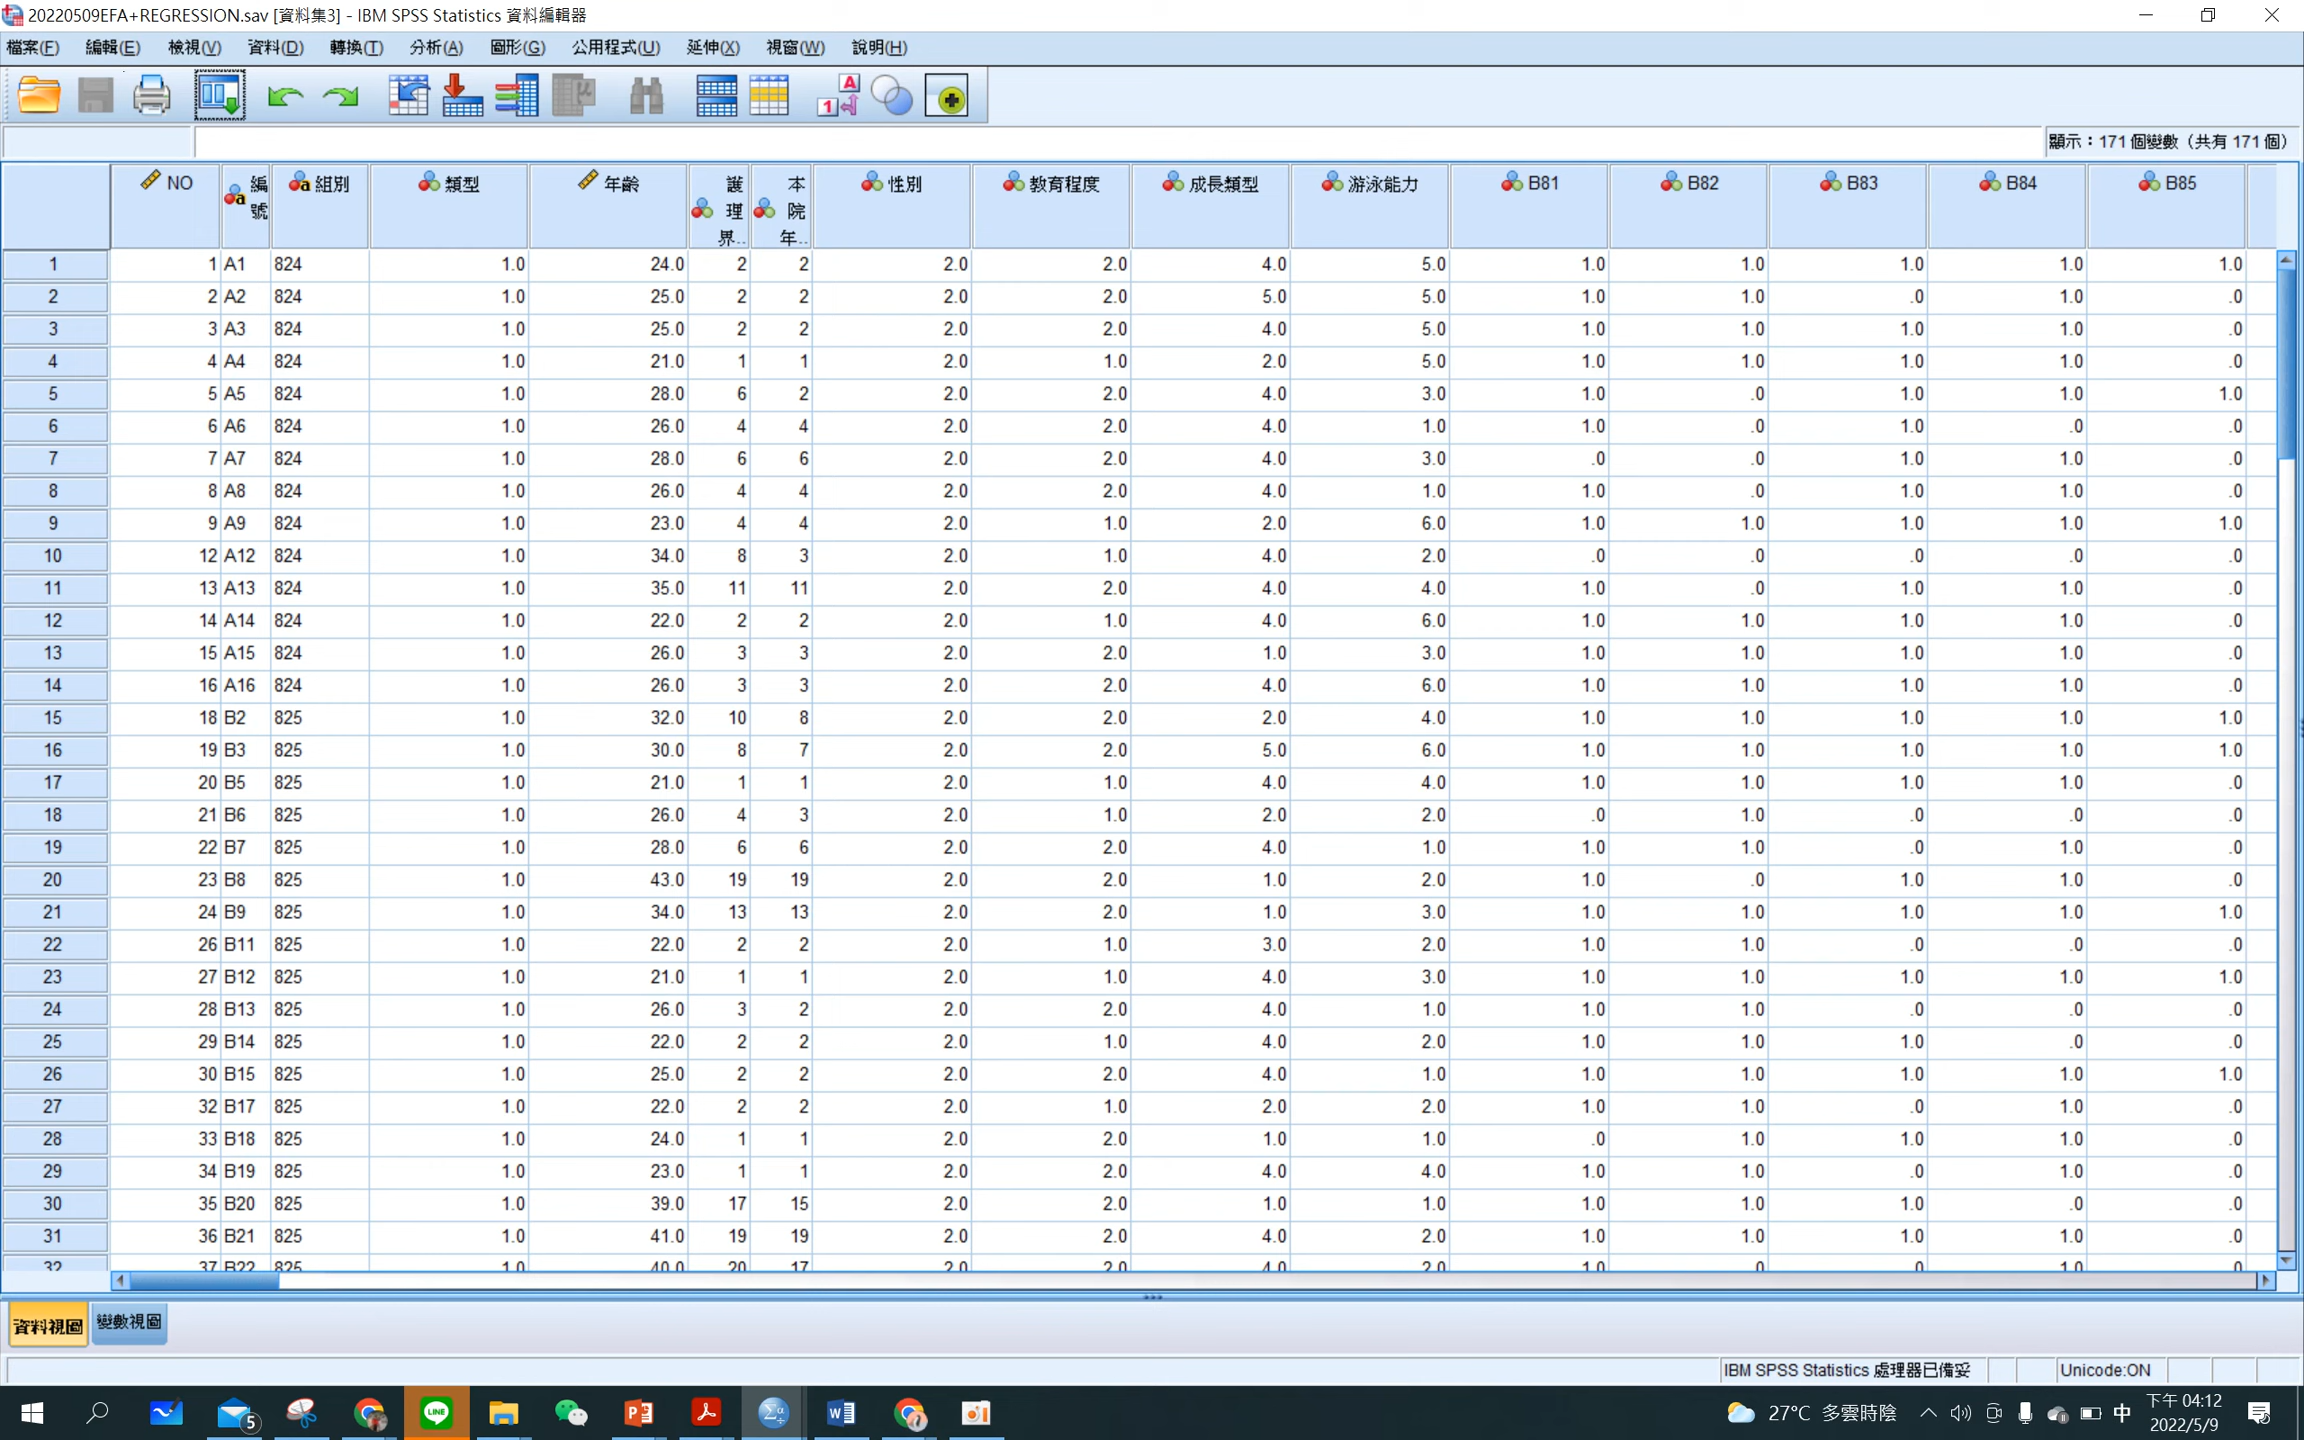 20220509EFA+REGRESSION.sav [資料集3] - IBM SPSS Statistics 資料編輯器
檔案(F) 編輯(E) 檢視(V) 資料(D) 轉換(T) 分析(A) 圖形(G) 公用程式(U) 延伸(X) 視窗(W) 說明(H)
顯示：171 個變數（共有 171 個）
NO 編號 組別 類型 年齡 護理界.. 本院年.. 性別 教育程度 成長類型 游泳能力 B81 B82 B83 B84 B85
1 1 A1 824 1.0 24.0 2 2 2.0 2.0 4.0 5.0 1.0 1.0 1.0 1.0 1.0
2 2 A2 824 1.0 25.0 2 2 2.0 2.0 5.0 5.0 1.0 1.0 .0 1.0 .0
3 3 A3 824 1.0 25.0 2 2 2.0 2.0 4.0 5.0 1.0 1.0 1.0 1.0 .0
4 4 A4 824 1.0 21.0 1 1 2.0 1.0 2.0 5.0 1.0 1.0 1.0 1.0 .0
5 5 A5 824 1.0 28.0 6 2 2.0 2.0 4.0 3.0 1.0 .0 1.0 1.0 1.0
6 6 A6 824 1.0 26.0 4 4 2.0 2.0 4.0 1.0 1.0 .0 1.0 .0 .0
7 7 A7 824 1.0 28.0 6 6 2.0 2.0 4.0 3.0 .0 .0 1.0 1.0 .0
8 8 A8 824 1.0 26.0 4 4 2.0 2.0 4.0 1.0 1.0 .0 1.0 1.0 .0
9 9 A9 824 1.0 23.0 4 4 2.0 1.0 2.0 6.0 1.0 1.0 1.0 1.0 1.0
10 12 A12 824 1.0 34.0 8 3 2.0 1.0 4.0 2.0 .0 .0 .0 .0 .0
11 13 A13 824 1.0 35.0 11 11 2.0 2.0 4.0 4.0 1.0 .0 1.0 1.0 .0
12 14 A14 824 1.0 22.0 2 2 2.0 1.0 4.0 6.0 1.0 1.0 1.0 1.0 .0
13 15 A15 824 1.0 26.0 3 3 2.0 2.0 1.0 3.0 1.0 1.0 1.0 1.0 .0
14 16 A16 824 1.0 26.0 3 3 2.0 2.0 4.0 6.0 1.0 1.0 1.0 1.0 .0
15 18 B2 825 1.0 32.0 10 8 2.0 2.0 2.0 4.0 1.0 1.0 1.0 1.0 1.0
16 19 B3 825 1.0 30.0 8 7 2.0 2.0 5.0 6.0 1.0 1.0 1.0 1.0 1.0
17 20 B5 825 1.0 21.0 1 1 2.0 1.0 4.0 4.0 1.0 1.0 1.0 1.0 .0
18 21 B6 825 1.0 26.0 4 3 2.0 1.0 2.0 2.0 .0 1.0 .0 .0 .0
19 22 B7 825 1.0 28.0 6 6 2.0 2.0 4.0 1.0 1.0 1.0 .0 1.0 .0
20 23 B8 825 1.0 43.0 19 19 2.0 2.0 1.0 2.0 1.0 .0 1.0 1.0 .0
21 24 B9 825 1.0 34.0 13 13 2.0 2.0 1.0 3.0 1.0 1.0 1.0 1.0 1.0
22 26 B11 825 1.0 22.0 2 2 2.0 1.0 3.0 2.0 1.0 1.0 .0 .0 .0
23 27 B12 825 1.0 21.0 1 1 2.0 1.0 4.0 3.0 1.0 1.0 1.0 1.0 1.0
24 28 B13 825 1.0 26.0 3 2 2.0 2.0 4.0 1.0 1.0 1.0 .0 .0 .0
25 29 B14 825 1.0 22.0 2 2 2.0 1.0 4.0 2.0 1.0 1.0 1.0 .0 .0
26 30 B15 825 1.0 25.0 2 2 2.0 2.0 4.0 1.0 1.0 1.0 1.0 1.0 1.0
27 32 B17 825 1.0 22.0 2 2 2.0 1.0 2.0 2.0 1.0 1.0 .0 1.0 .0
28 33 B18 825 1.0 24.0 1 1 2.0 2.0 1.0 1.0 .0 1.0 1.0 1.0 .0
29 34 B19 825 1.0 23.0 1 1 2.0 2.0 4.0 4.0 1.0 1.0 .0 1.0 .0
30 35 B20 825 1.0 39.0 17 15 2.0 2.0 1.0 1.0 1.0 1.0 1.0 .0 .0
31 36 B21 825 1.0 41.0 19 19 2.0 2.0 4.0 2.0 1.0 1.0 1.0 1.0 .0
32 37 B22 825 1.0 40.0 20 17 2.0 2.0 4.0 2.0 1.0 .0 .0 1.0 .0
資料視圖 變數視圖
IBM SPSS Statistics 處理器已備妥 Unicode:ON
5 LINE 27°C 多雲時陰 中 下午 04:12
2022/5/9